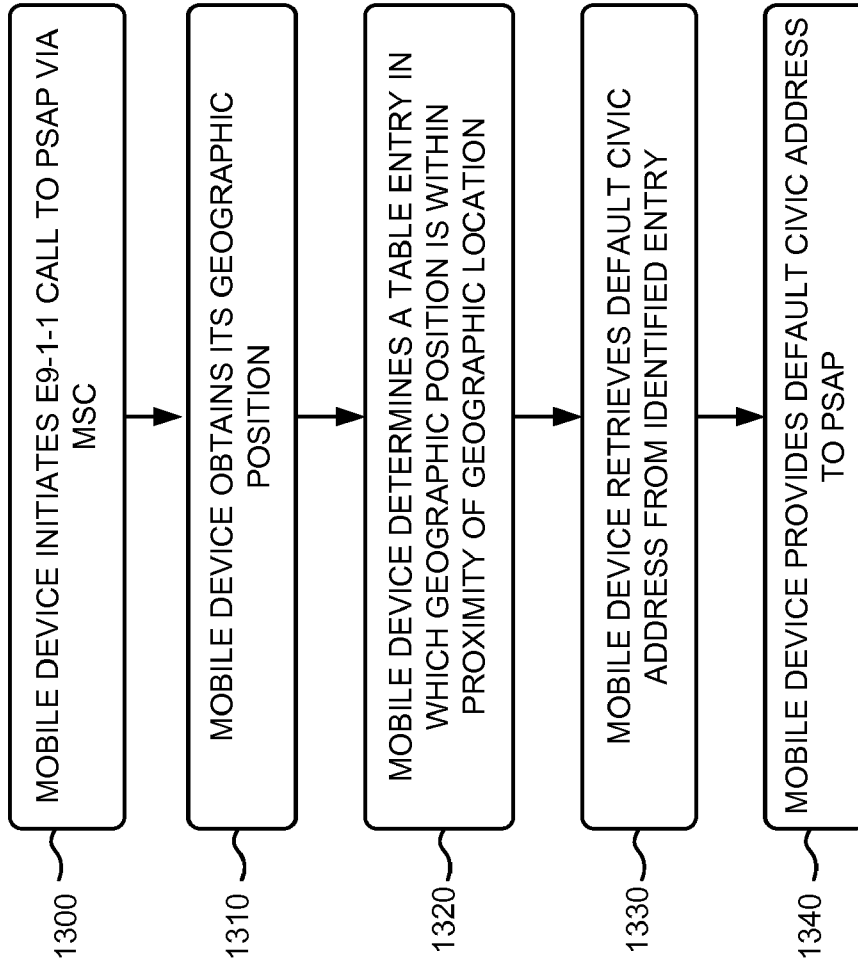 1300
MOBILE DEVICE INITIATES E9-1-1 CALL TO PSAP VIA
MSC
1310
MOBILE DEVICE OBTAINS ITS GEOGRAPHIC
POSITION
1320
MOBILE DEVICE DETERMINES A TABLE ENTRY IN
WHICH GEOGRAPHIC POSITION IS WITHIN
PROXIMITY OF GEOGRAPHIC LOCATION
1330
MOBILE DEVICE RETRIEVES DEFAULT CIVIC
ADDRESS FROM IDENTIFIED ENTRY
1340
MOBILE DEVICE PROVIDES DEFAULT CIVIC ADDRESS
TO PSAP